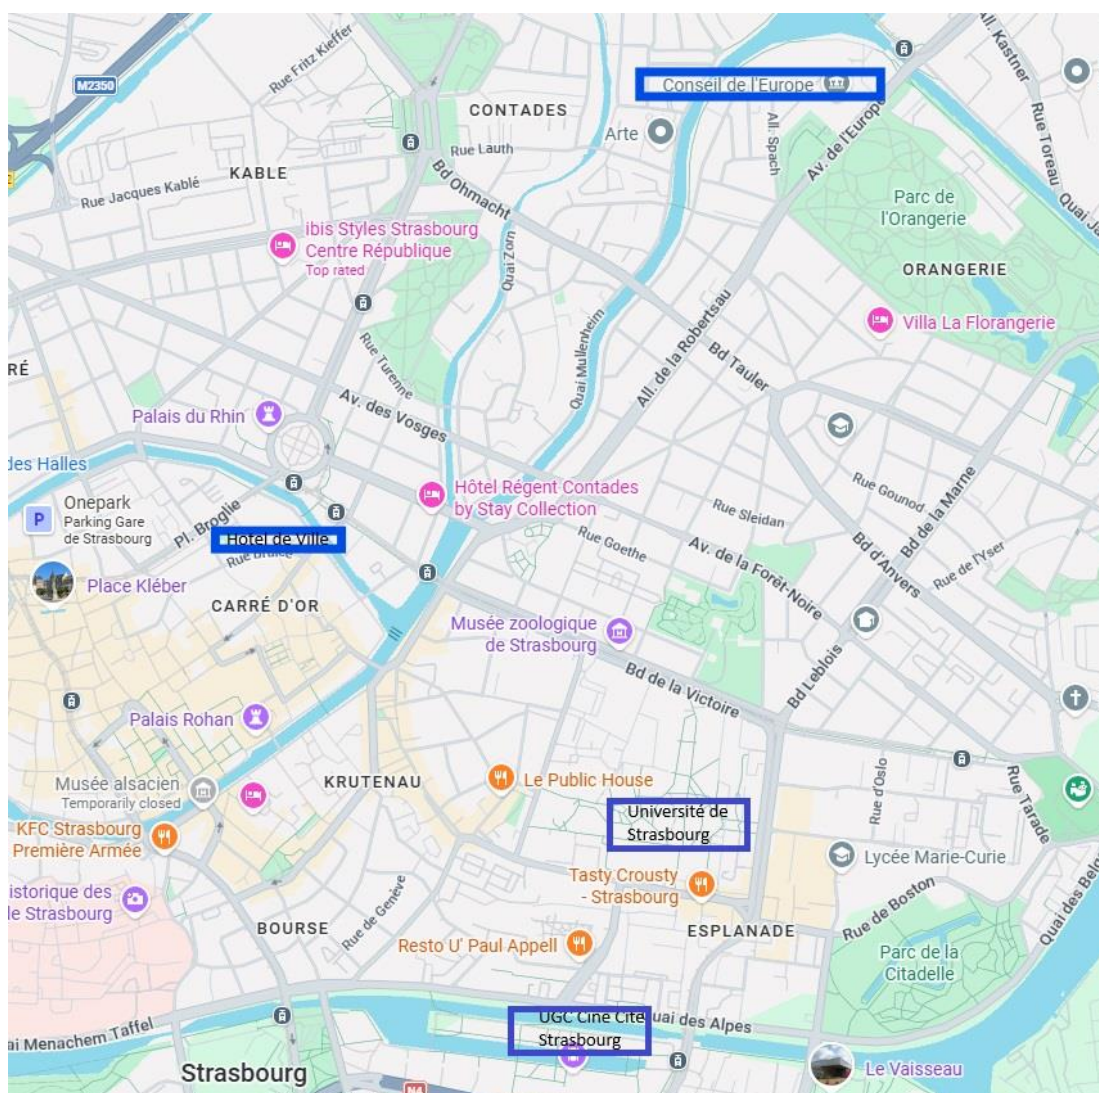 M2350
Rue Fritz Kieffer
All. Kastner
CONTADES
Conseil de l'Europe
Arte
Rue Lauth
All. Spach
Av. de l'Europe
Rue Toreau
KABLE
Rue Jacques Kablé
Bd Ohmacht
Parc de
l'Orangerie
ibis Styles Strasbourg
Centre République
Top rated
Quai Zorn
ORANGERIE
Quai Mullenheim
All. de la Robertsau
Villa La Florangerie
Rue Turenne
Bd Tauler
RÉ
Av. des Vosges
Palais du Rhin
des Halles
Hôtel Régent Contades
by Stay Collection
Rue Gounod
Bd de la Marne
Onepark
Parking Gare
de Strasbourg
P
Pl. Broglie
Hotel de Ville
Rue Sleidan
Rue Goethe
Av. de la Forêt-Noire
Bd d'Anvers
Rue de l'Yser
Place Kléber
CARRÉ D'OR
Musée zoologique
de Strasbourg
Bd de la Victoire
Bd Leblois
Palais Rohan
Musée alsacien
Temporarily closed
KRUTENAU
Le Public House
Rue d'Oslo
Rue Tarade
KFC Strasbourg
Première Armée
Université de
Strasbourg
Lycée Marie-Curie
Tasty Crousty
- Strasbourg
istorique des
le Strasbourg
Rue de Genève
Rue de Boston
Quai des Belg
BOURSE
Resto U' Paul Appell
ESPLANADE
Parc de la
Citadelle
UGC Cine Cite
Strasbourg
uai des Alpes
ai Menachem Taffel
Strasbourg
N4
Le Vaisseau